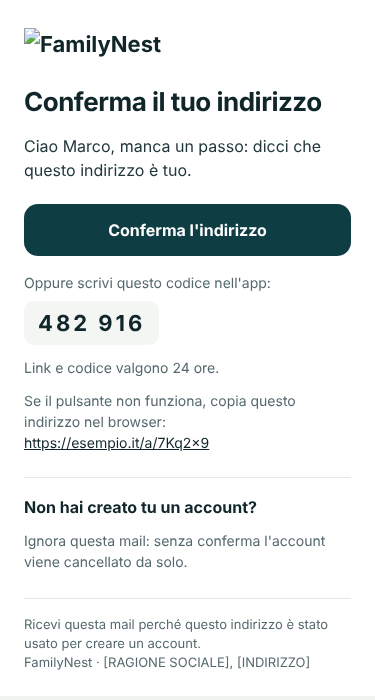 FamilyNest
Conferma il tuo indirizzo
Ciao Marco, manca un passo: dicci che
questo indirizzo è tuo.
Conferma l'indirizzo
Oppure scrivi questo codice nell'app:
482 916
Link e codice valgono 24 ore.
Se il pulsante non funziona, copia questo
indirizzo nel browser:
https://esempio.it/a/7Kq2x9
Non hai creato tu un account?
Ignora questa mail: senza conferma l'account
viene cancellato da solo.
Ricevi questa mail perché questo indirizzo è stato
usato per creare un account.
FamilyNest · [RAGIONE SOCIALE], [INDIRIZZO]